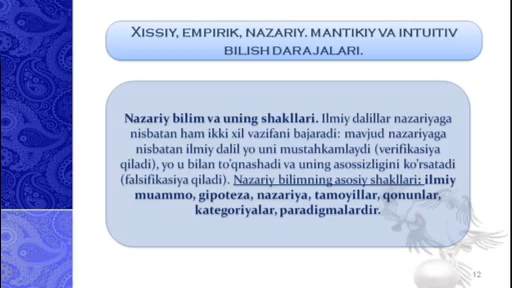 XISSIY, EMPIRIK, NAZARIY. MANTIKIY VA INTUITIV
BILISH DARAJALARI.
Nazariy bilim va uning shakllari. Ilmiy dalillar nazariyaga
nisbatan ham ikki xil vazifani bajaradi: mavjud nazariyaga
nisbatan ilmiy dalil yo uni mustahkamlaydi (verifikasiya
qiladi), yo u bilan to'qnashadi va uning asossizligini ko'rsatadi
(falsifikasiya qiladi). Nazariy bilimning asosiy shakllari: ilmiy
muammo, gipoteza, nazariya, tamoyillar, qonunlar,
kategoriyalar, paradigmalardir.
12